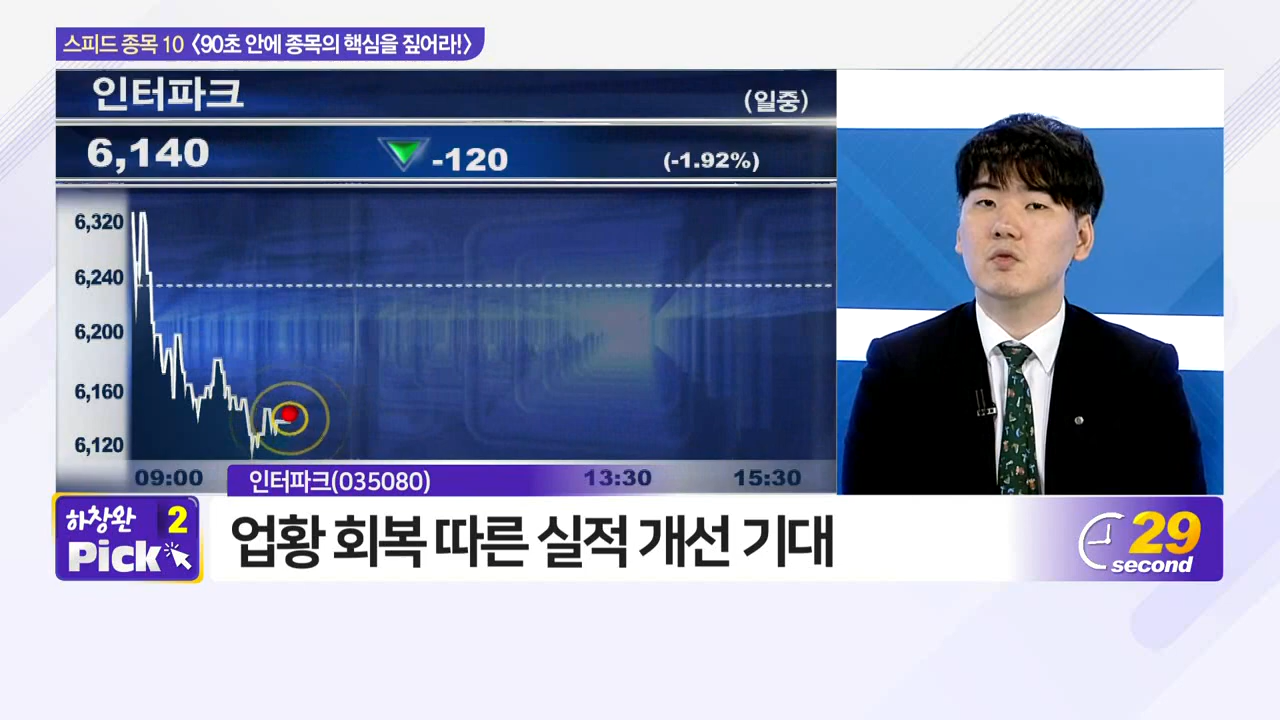 스피드 종목 10 <90초 안에 종목의 핵심을 짚어라!>
인터파크 (일중)
6,140 -120 (-1.92%)
6,320
6,240
6,200
6,160
6,120
09:00 13:30 15:30
인터파크(035080)
하창완 2
Pick
업황 회복 따른 실적 개선 기대
29
second